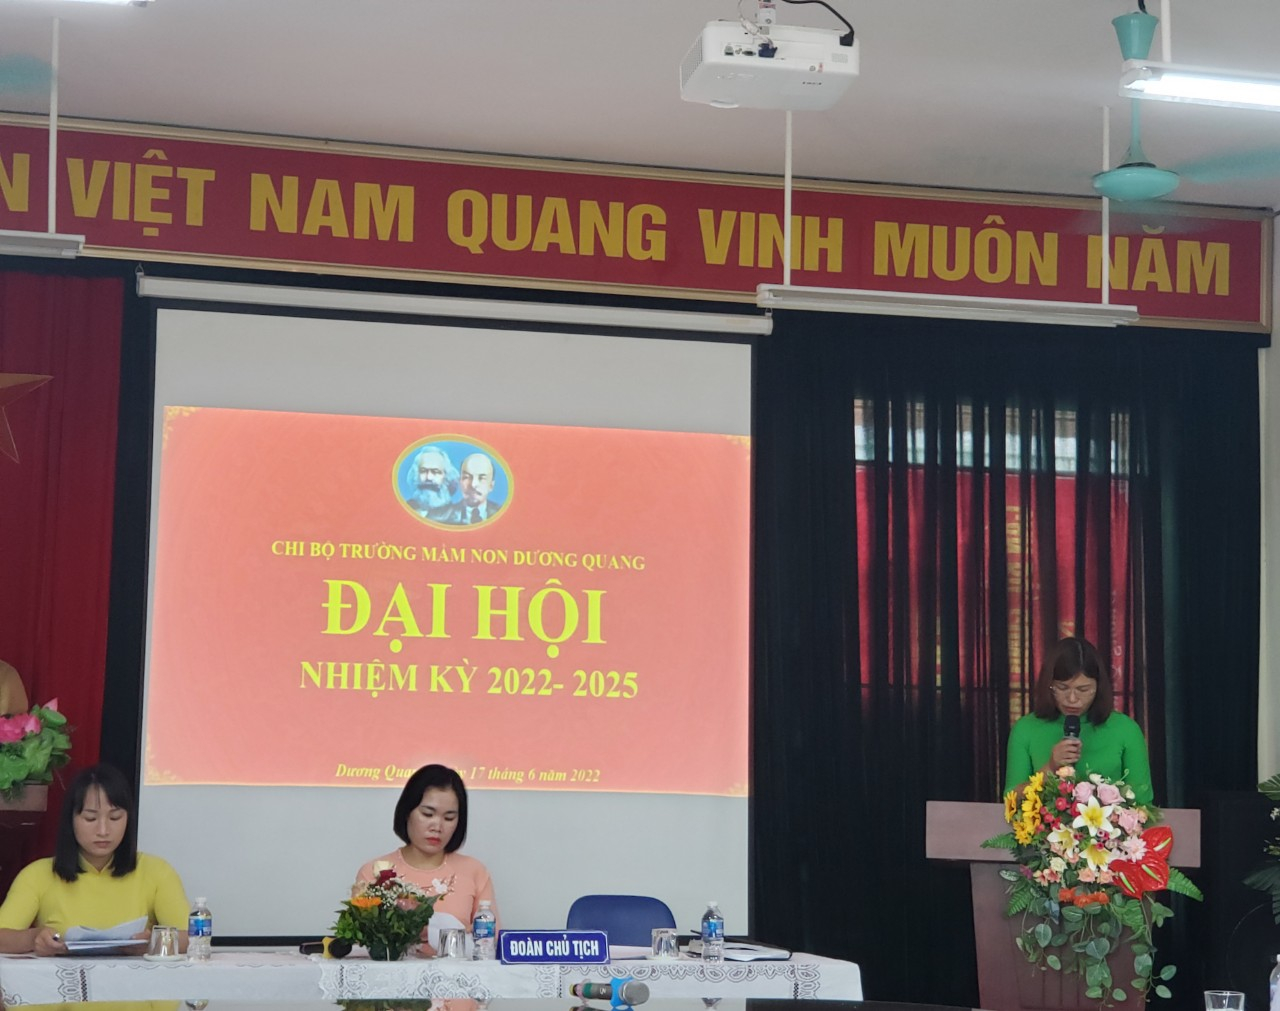 N VIỆT NAM QUANG VINH MUÔN NĂM
CHI BỘ TRƯỜNG MẦM NON DƯƠNG QUANG
ĐẠI HỘI
NHIỆM KỲ 2022- 2025
Dương 17 tháng 6 năm 2022
ĐOÀN CHỦ TỊCH